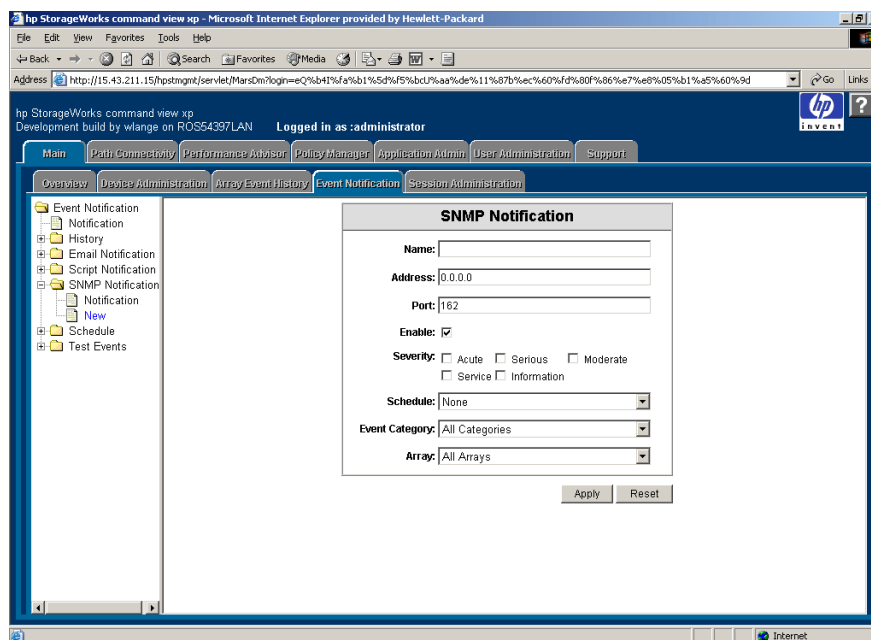 hp StorageWorks command view xp - Microsoft Internet Explorer provided by Hewlett-Packard
File Edit View Favorites Tools Help
Back Search Favorites Media
Address http://15.43.211.15/hpstmgmt/servlet/MarsDm?login=eQ%b4I%fa%b1%5d%f5%bcU%aa%de%11%87b%ec%60%fd%80f%86%e7%e8%05%b1%a5%60%9d Go Links
hp StorageWorks command view xp
Development build by wlange on ROS54397LAN Logged in as :administrator
hp
invent
?
Main Path Connectivity Performance Advisor Policy Manager Application Admin User Administration Support
Overview Device Administration Array Event History Event Notification Session Administration
Event Notification
Notification
History
Email Notification
Script Notification
SNMP Notification
Notification
New
Schedule
Test Events
SNMP Notification
Name:
Address: 0.0.0.0
Port: 162
Enable:
Severity: Acute Serious Moderate
Service Information
Schedule: None
Event Category: All Categories
Array: All Arrays
Apply Reset
Internet